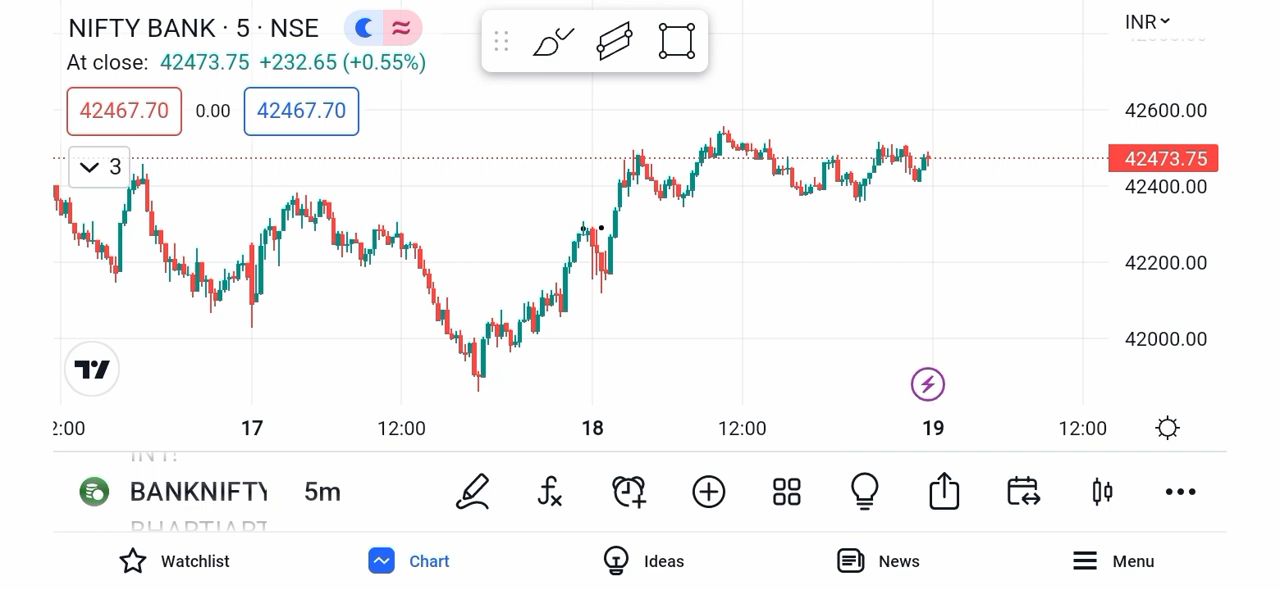 NIFTY BANK · 5 · NSE
INR
At close: 42473.75 +232.65 (+0.55%)
42467.70 0.00 42467.70
42600.00
3
42473.75
42400.00
42200.00
42000.00
2:00 17 12:00 18 12:00 19 12:00
BANKNIFTY 5m
Watchlist Chart Ideas News Menu